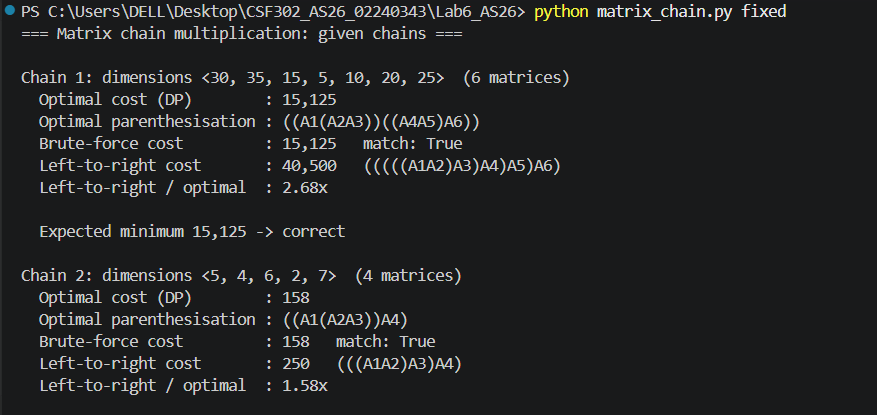 PS C:\Users\DELL\Desktop\CSF302_AS26_02240343\Lab6_AS26> python matrix_chain.py fixed
=== Matrix chain multiplication: given chains ===
Chain 1: dimensions <30, 35, 15, 5, 10, 20, 25>  (6 matrices)
  Optimal cost (DP)        : 15,125
  Optimal parenthesisation : ((A1(A2A3))((A4A5)A6))
  Brute-force cost         : 15,125   match: True
  Left-to-right cost       : 40,500   (((((A1A2)A3)A4)A5)A6)
  Left-to-right / optimal  : 2.68x
  Expected minimum 15,125 -> correct
Chain 2: dimensions <5, 4, 6, 2, 7>  (4 matrices)
  Optimal cost (DP)        : 158
  Optimal parenthesisation : ((A1(A2A3))A4)
  Brute-force cost         : 158   match: True
  Left-to-right cost       : 250   (((A1A2)A3)A4)
  Left-to-right / optimal  : 1.58x